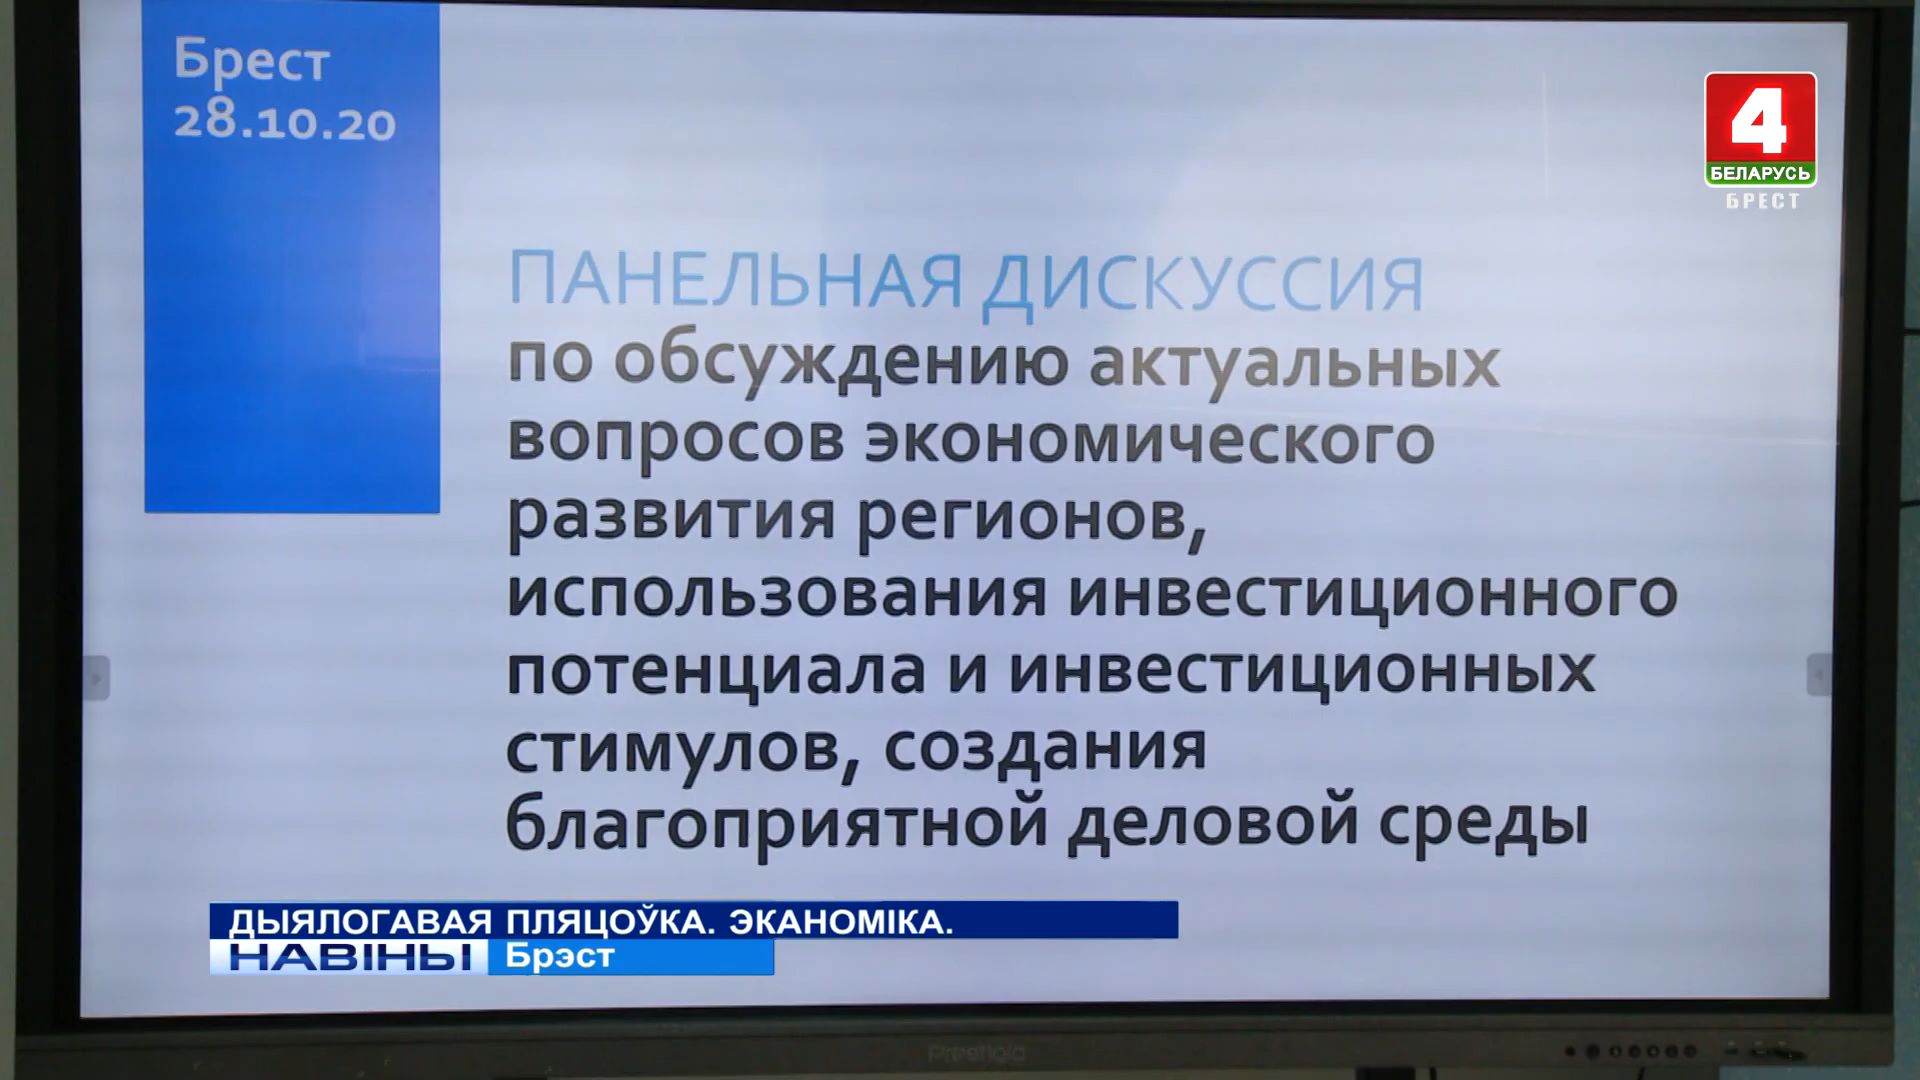 Брест
28.10.20
4
БЕЛАРУСЬ
БРЕСТ
ПАНЕЛЬНАЯ ДИСКУССИЯ
по обсуждению актуальных
вопросов экономического
развития регионов,
использования инвестиционного
потенциала и инвестиционных
стимулов, создания
благоприятной деловой среды
ДЫЯЛОГАВАЯ ПЛЯЦОЎКА. ЭКАНОМІКА.
НАВІНЫ Брэст
Prestigio